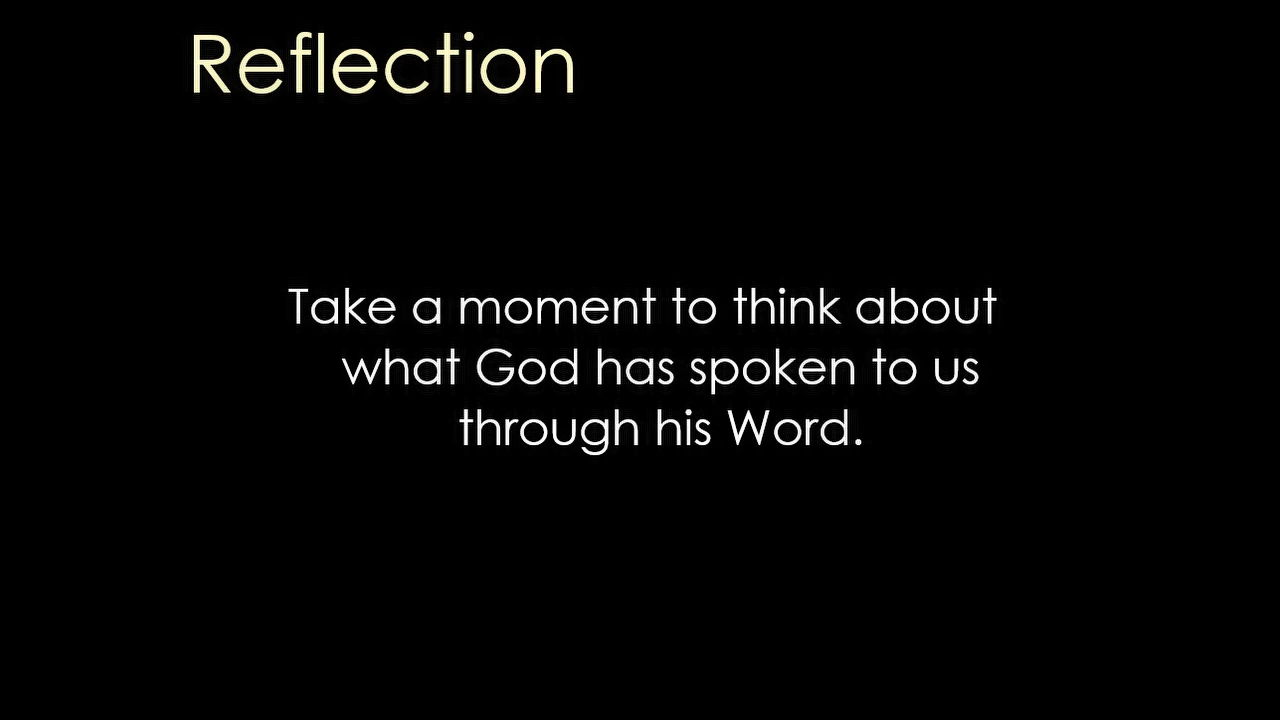 Reflection
Take a moment to think about
what God has spoken to us
through his Word.